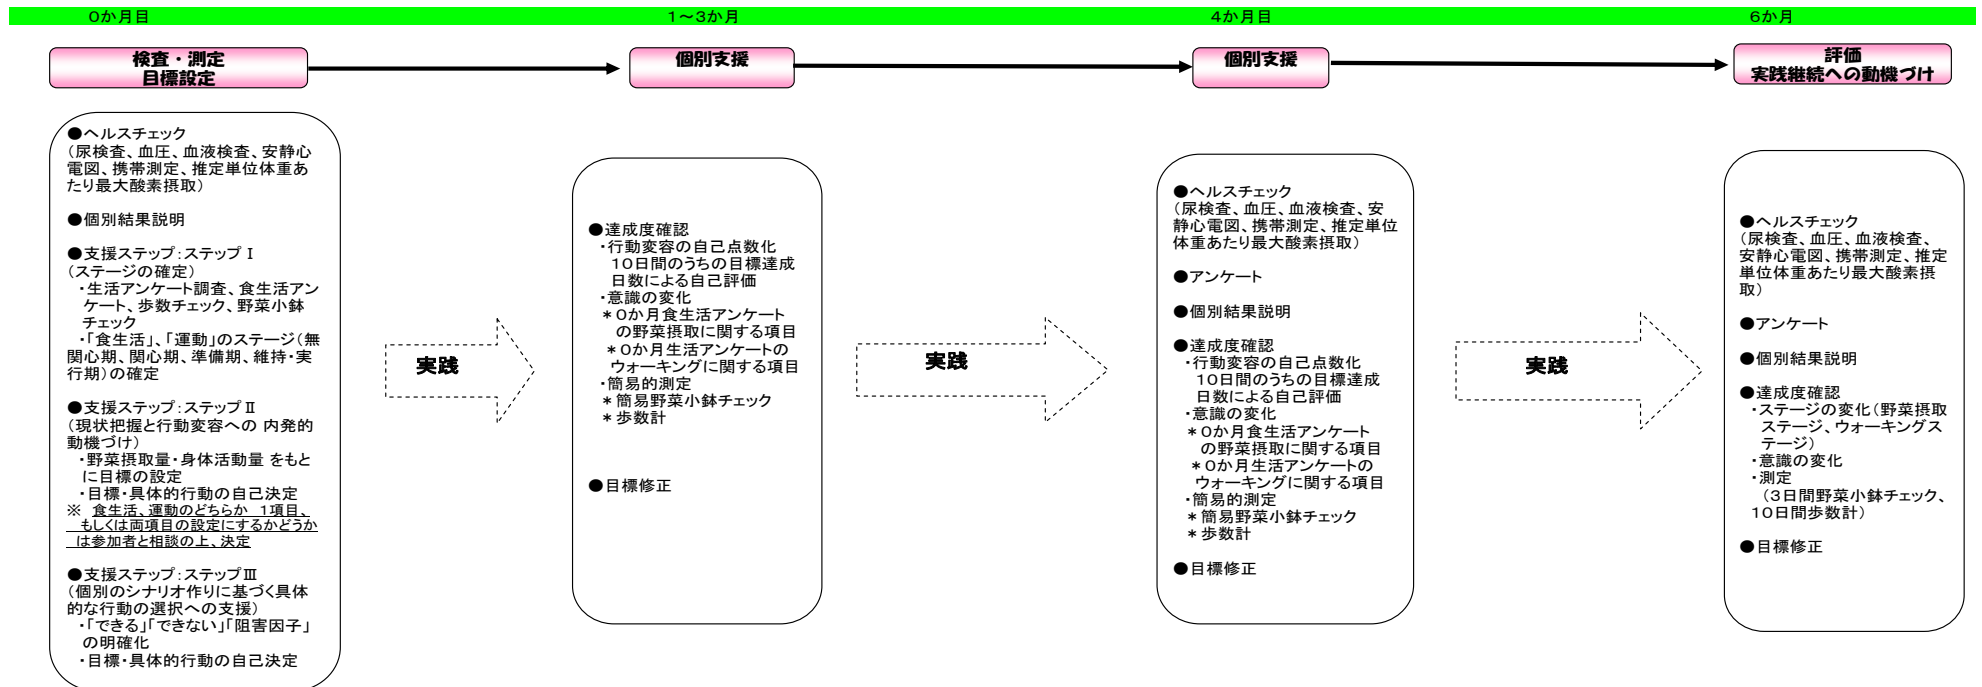 0か月目
1～3か月
4か月目
6か月
検査・測定
目標設定
個別支援
個別支援
評価
実践継続への動機づけ
●ヘルスチェック
（尿検査、血圧、血液検査、安静心
電図、携帯測定、推定単位体重あ
たり最大酸素摂取）
●個別結果説明
●支援ステップ：ステップⅠ
（ステージの確定）
・生活アンケート調査、食生活アン
ケート、歩数チェック、野菜小鉢
チェック
・「食生活」、「運動」のステージ（無
関心期、関心期、準備期、維持・実
行期）の確定
●支援ステップ：ステップⅡ
（現状把握と行動変容への 内発的
動機づけ）
・野菜摂取量・身体活動量 をもと
に目標の設定
・目標・具体的行動の自己決定
※ 食生活、運動のどちらか 1項目、
もしくは両項目の設定にするかどうか
は参加者と相談の上、決定
●支援ステップ：ステップⅢ
（個別のシナリオ作りに基づく具体
的な行動の選択への支援）
・「できる」「できない」「阻害因子」
の明確化
・目標・具体的行動の自己決定
実践
●達成度確認
・行動変容の自己点数化
10日間のうちの目標達成
日数による自己評価
・意識の変化
＊0か月食生活アンケート
の野菜摂取に関する項目
＊0か月生活アンケートの
ウォーキングに関する項目
・簡易的測定
＊簡易野菜小鉢チェック
＊歩数計
●目標修正
実践
●ヘルスチェック
（尿検査、血圧、血液検査、安
静心電図、携帯測定、推定単位
体重あたり最大酸素摂取）
●アンケート
●個別結果説明
●達成度確認
・行動変容の自己点数化
10日間のうちの目標達成
日数による自己評価
・意識の変化
＊0か月食生活アンケート
の野菜摂取に関する項目
＊0か月生活アンケートの
ウォーキングに関する項目
・簡易的測定
＊簡易野菜小鉢チェック
＊歩数計
●目標修正
実践
●ヘルスチェック
（尿検査、血圧、血液検査、
安静心電図、携帯測定、推定
単位体重あたり最大酸素摂
取）
●アンケート
●個別結果説明
●達成度確認
・ステージの変化（野菜摂取
ステージ、ウォーキングス
テージ）
・意識の変化
・測定
（3日間野菜小鉢チェック、
10日間歩数計）
●目標修正